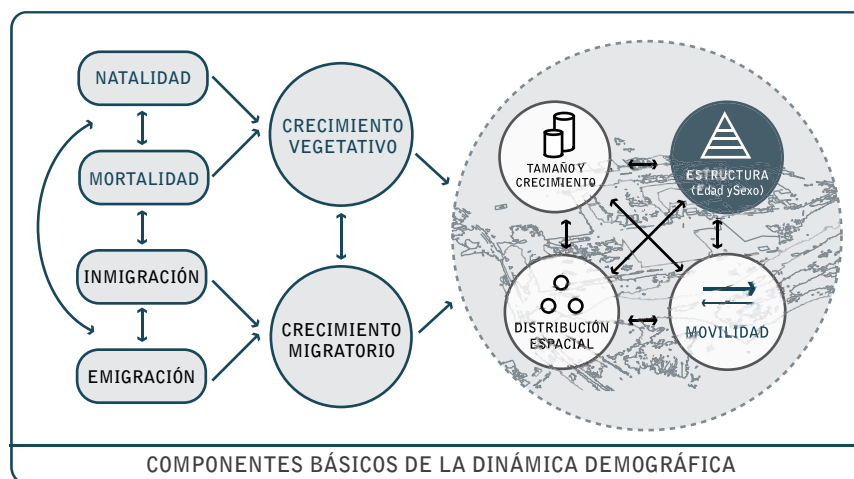 NATALIDAD
MORTALIDAD
INMIGRACIÓN
EMIGRACIÓN
CRECIMIENTO
VEGETATIVO
CRECIMIENTO
MIGRATORIO
TAMAÑO Y
CRECIMIENTO
ESTRUCTURA
(Edad ySexo)
DISTRIBUCIÓN
ESPACIAL
MOVILIDAD
COMPONENTES BÁSICOS DE LA DINÁMICA DEMOGRÁFICA